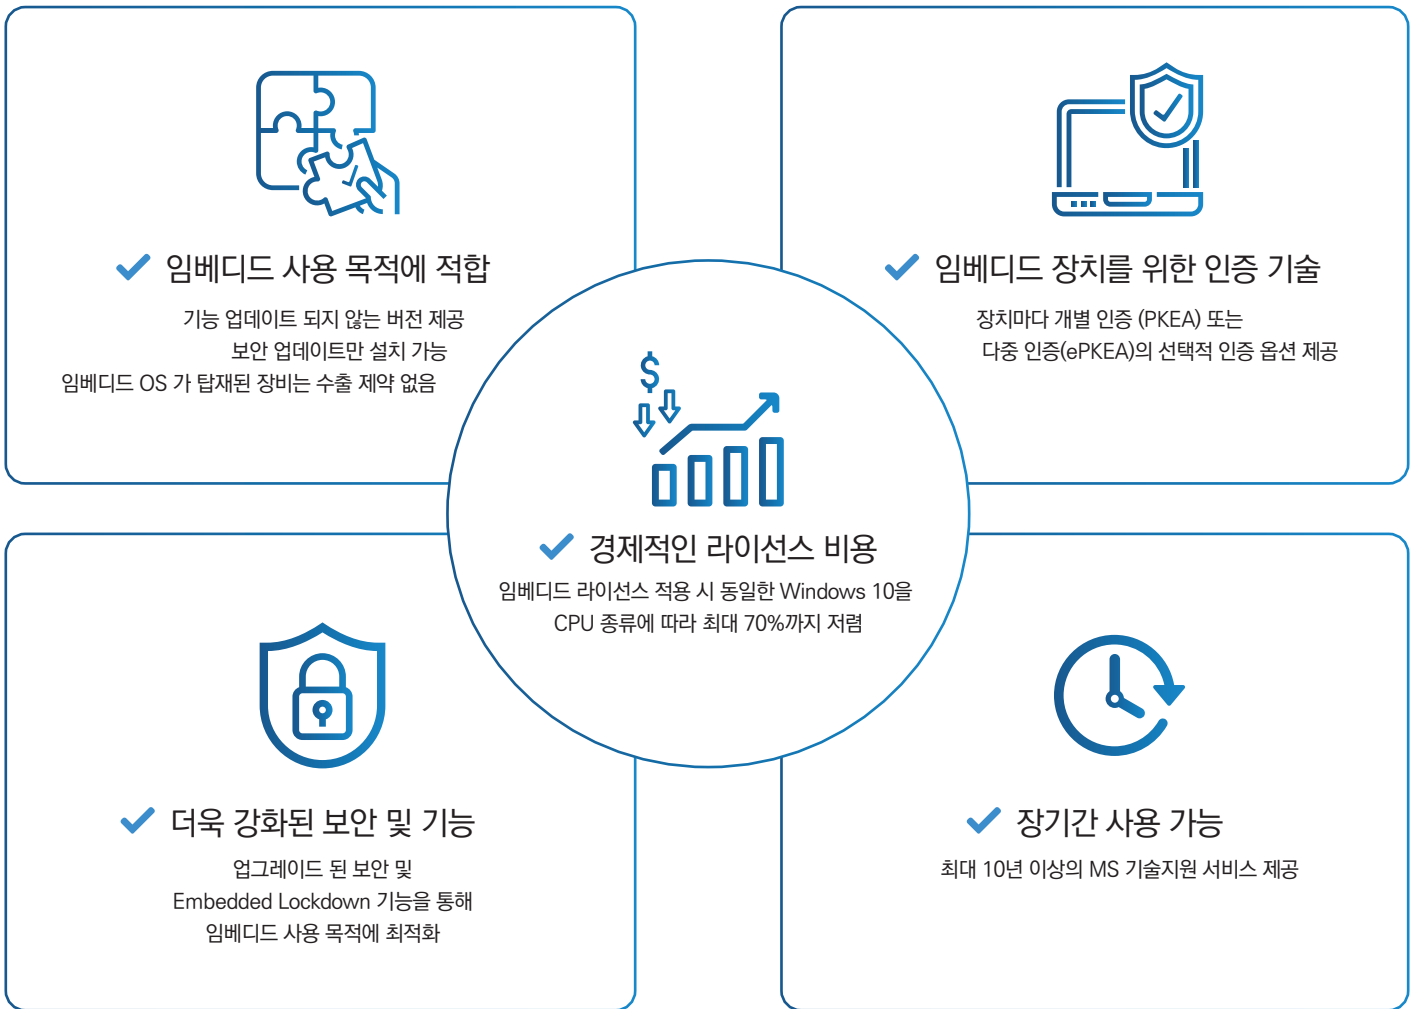 임베디드 사용 목적에 적합
기능 업데이트 되지 않는 버전 제공
보안 업데이트만 설치 가능
임베디드 OS 가 탑재된 장비는 수출 제약 없음
임베디드 장치를 위한 인증 기술
장치마다 개별 인증 (PKEA) 또는
다중 인증(ePKEA)의 선택적 인증 옵션 제공
$
경제적인 라이선스 비용
임베디드 라이선스 적용 시 동일한 Windows 10을
CPU 종류에 따라 최대 70%까지 저렴
더욱 강화된 보안 및 기능
업그레이드 된 보안 및
Embedded Lockdown 기능을 통해
임베디드 사용 목적에 최적화
장기간 사용 가능
최대 10년 이상의 MS 기술지원 서비스 제공